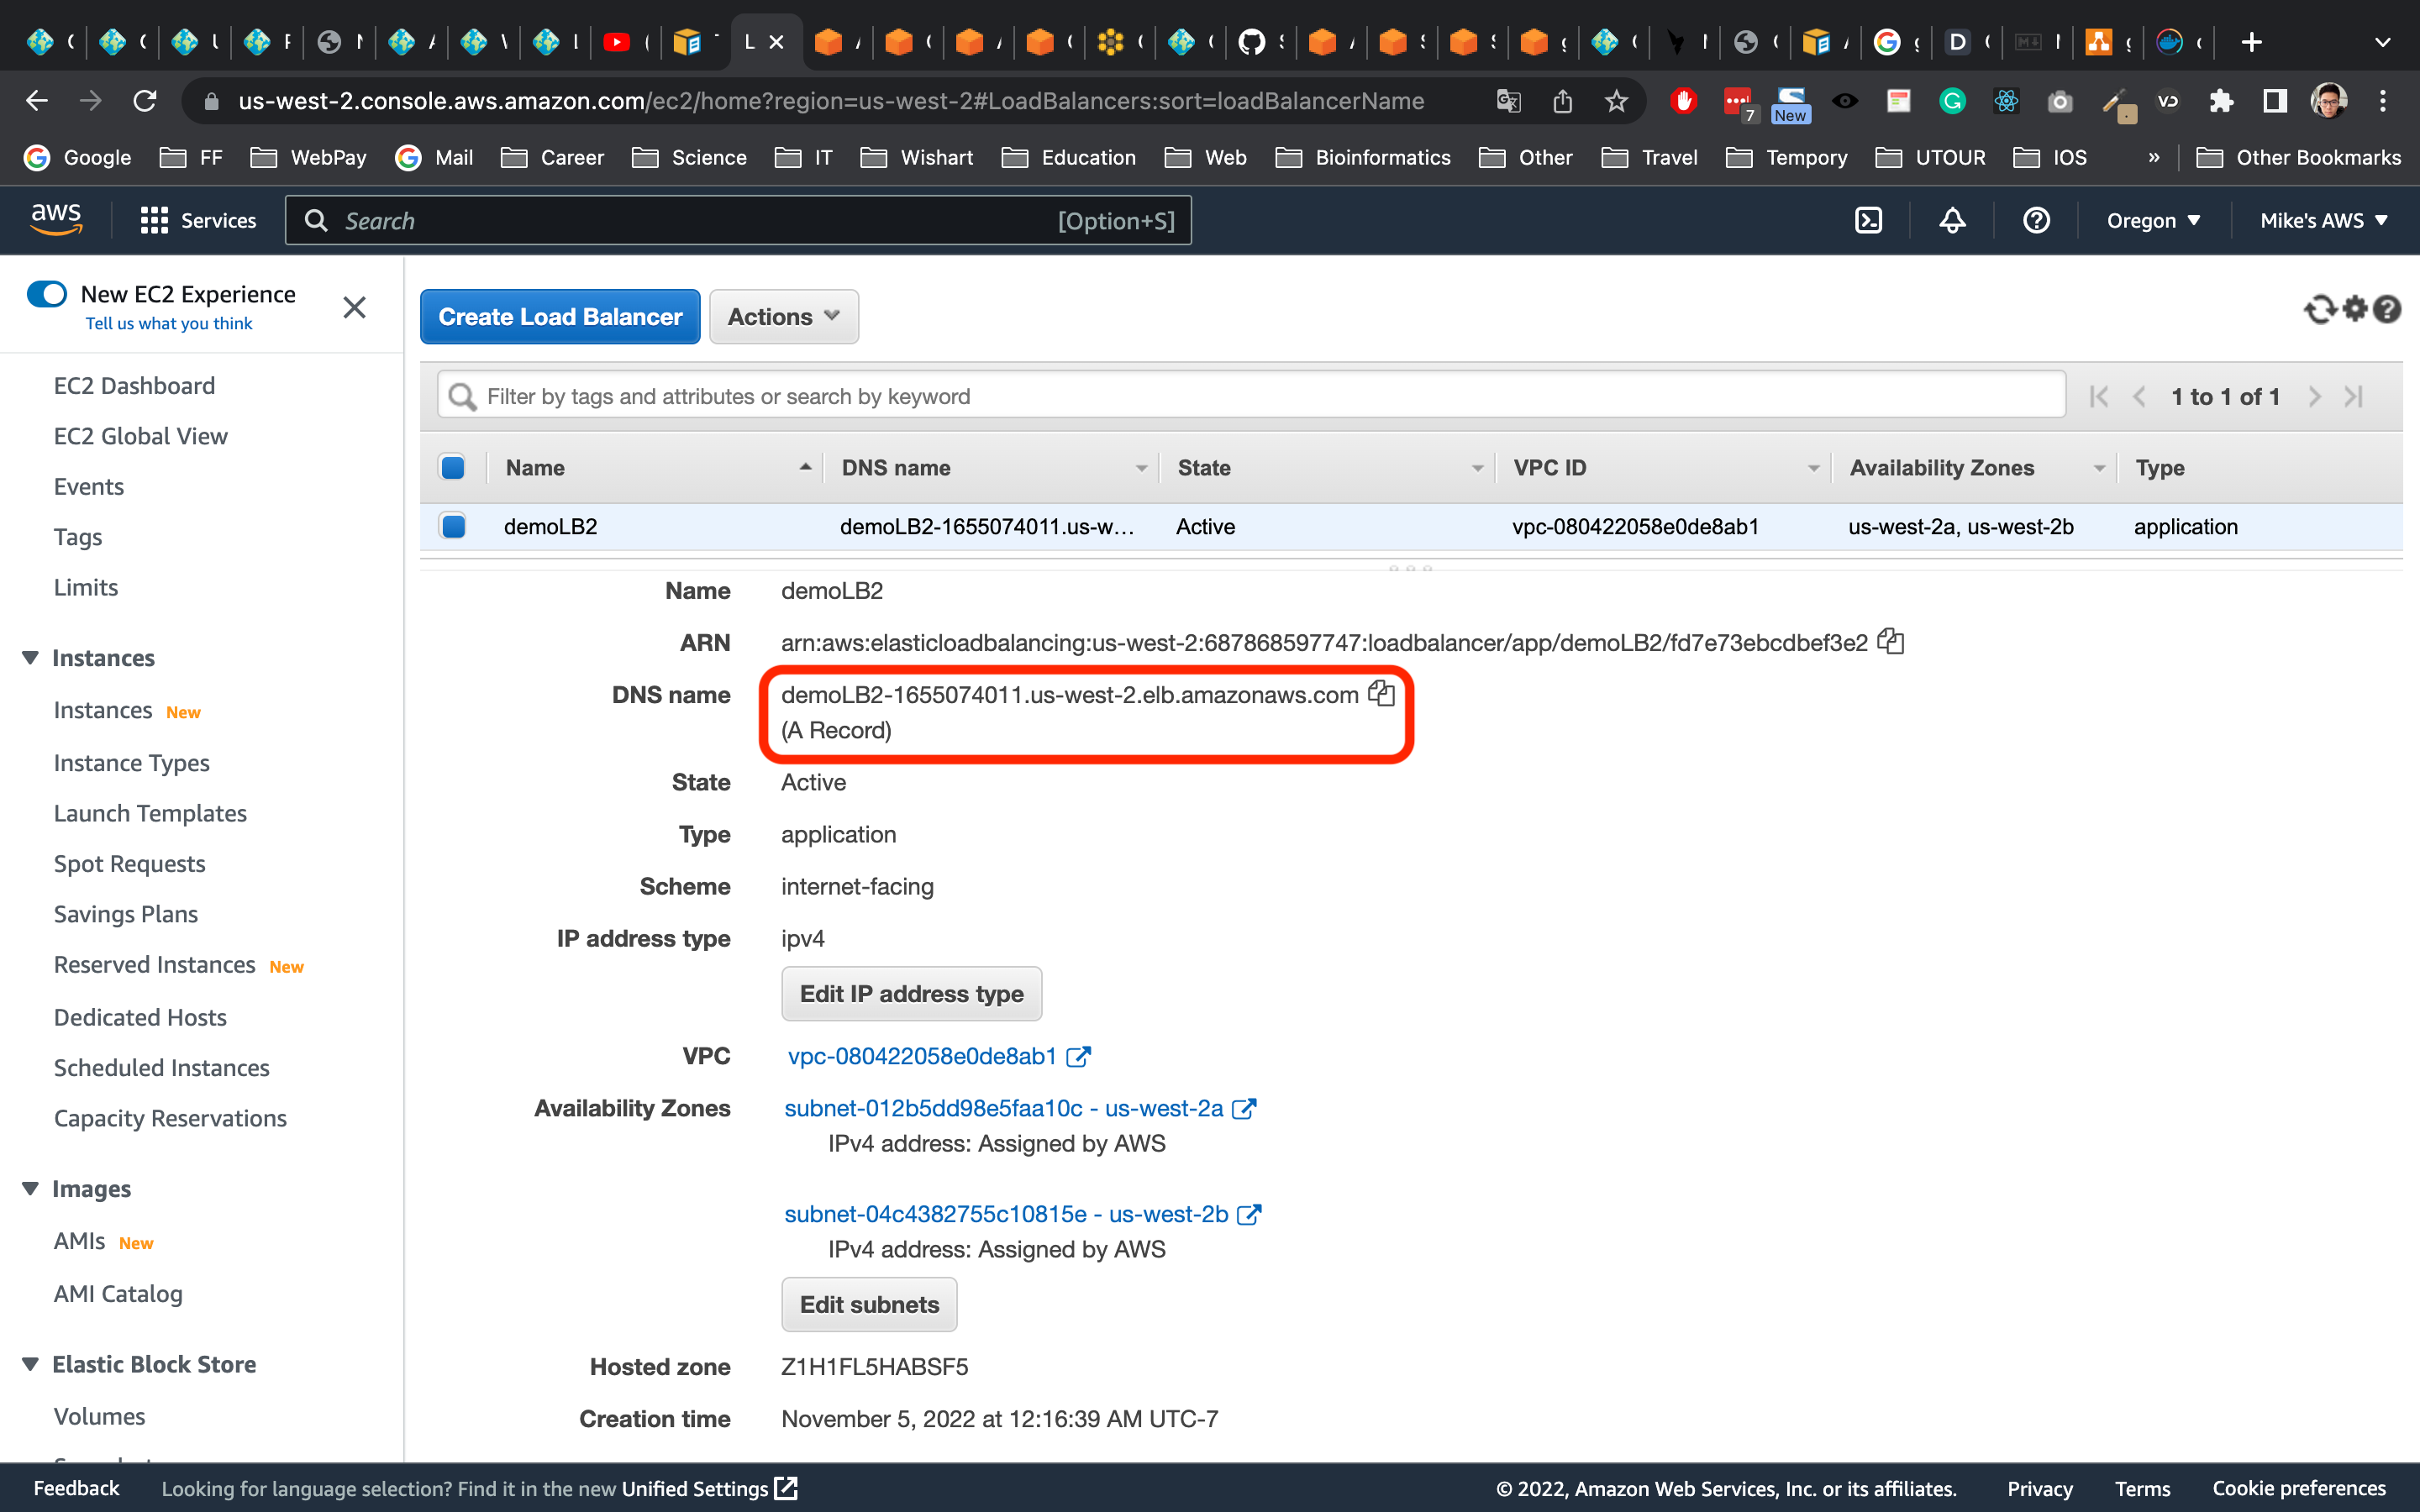 us-west-2.console.aws.amazon.com/ec2/home?region=us-west-2#LoadBalancers:sort=loadBalancerName
7
New
Google FF WebPay Mail Career Science IT Wishart Education Web Bioinformatics Other Travel Tempory UTOUR IOS » Other Bookmarks
aws Services Search [Option+S] Oregon Mike's AWS
New EC2 Experience
Tell us what you think
EC2 Dashboard
EC2 Global View
Events
Tags
Limits
Instances
Instances New
Instance Types
Launch Templates
Spot Requests
Savings Plans
Reserved Instances New
Dedicated Hosts
Scheduled Instances
Capacity Reservations
Images
AMIs New
AMI Catalog
Elastic Block Store
Volumes
Create Load Balancer Actions
Filter by tags and attributes or search by keyword 1 to 1 of 1
Name DNS name State VPC ID Availability Zones Type
demoLB2 demoLB2-1655074011.us-w... Active vpc-080422058e0de8ab1 us-west-2a, us-west-2b application
Name demoLB2
ARN arn:aws:elasticloadbalancing:us-west-2:687868597747:loadbalancer/app/demoLB2/fd7e73ebcdbef3e2
DNS name demoLB2-1655074011.us-west-2.elb.amazonaws.com
(A Record)
State Active
Type application
Scheme internet-facing
IP address type ipv4
Edit IP address type
VPC vpc-080422058e0de8ab1
Availability Zones subnet-012b5dd98e5faa10c - us-west-2a
IPv4 address: Assigned by AWS
subnet-04c4382755c10815e - us-west-2b
IPv4 address: Assigned by AWS
Edit subnets
Hosted zone Z1H1FL5HABSF5
Creation time November 5, 2022 at 12:16:39 AM UTC-7
Feedback Looking for language selection? Find it in the new Unified Settings © 2022, Amazon Web Services, Inc. or its affiliates. Privacy Terms Cookie preferences